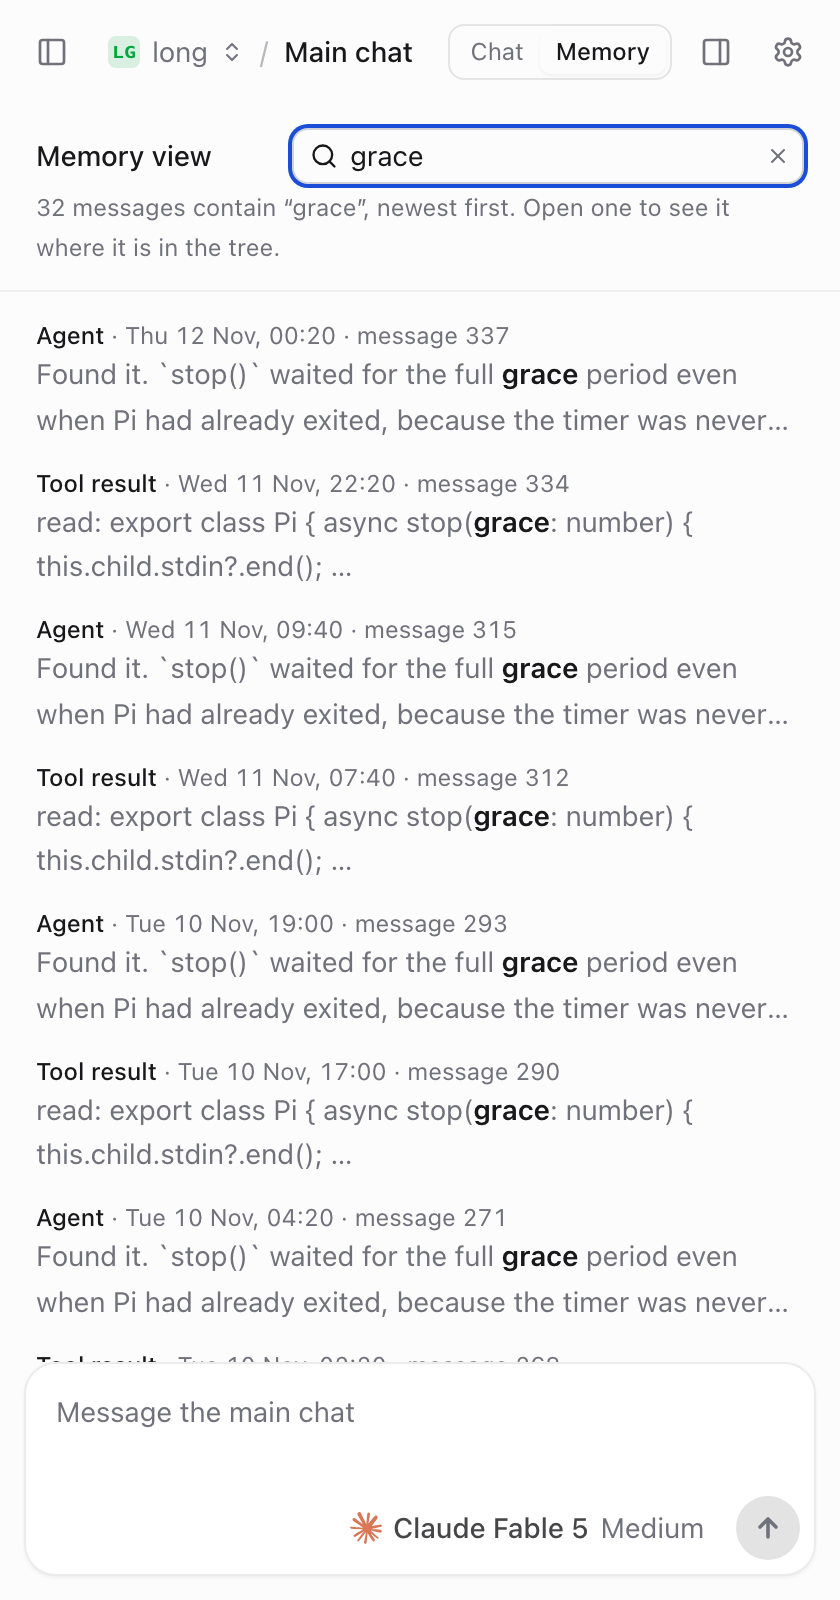 LG long / Main chat Chat Memory
Memory view grace
32 messages contain “grace”, newest first. Open one to see it
where it is in the tree.
Agent · Thu 12 Nov, 00:20 · message 337
Found it. `stop()` waited for the full grace period even
when Pi had already exited, because the timer was never...
Tool result · Wed 11 Nov, 22:20 · message 334
read: export class Pi { async stop(grace: number) {
this.child.stdin?.end(); ...
Agent · Wed 11 Nov, 09:40 · message 315
Found it. `stop()` waited for the full grace period even
when Pi had already exited, because the timer was never...
Tool result · Wed 11 Nov, 07:40 · message 312
read: export class Pi { async stop(grace: number) {
this.child.stdin?.end(); ...
Agent · Tue 10 Nov, 19:00 · message 293
Found it. `stop()` waited for the full grace period even
when Pi had already exited, because the timer was never...
Tool result · Tue 10 Nov, 17:00 · message 290
read: export class Pi { async stop(grace: number) {
this.child.stdin?.end(); ...
Agent · Tue 10 Nov, 04:20 · message 271
Found it. `stop()` waited for the full grace period even
when Pi had already exited, because the timer was never...
Tool result · Tue 10 Nov, · message
Message the main chat
Claude Fable 5 Medium